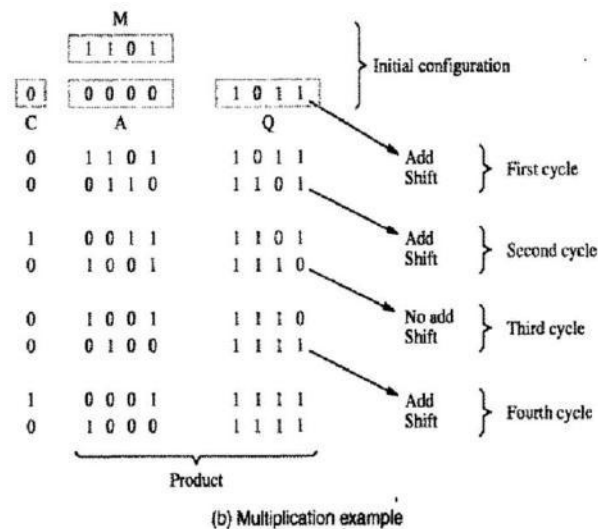 M
1 1 0 1
Initial configuration
0 0 0 0 0 1 0 1 1
C A Q
0 1 1 0 1 1 0 1 1 Add
First cycle
0 0 1 1 0 1 1 0 1 Shift
1 0 0 1 1 1 1 0 1 Add
Second cycle
0 1 0 0 1 1 1 1 0 Shift
0 1 0 0 1 1 1 1 0 No add
Third cycle
0 0 1 0 0 1 1 1 1 Shift
1 0 0 0 1 1 1 1 1 Add
Fourth cycle
0 1 0 0 0 1 1 1 1 Shift
Product
(b) Multiplication example